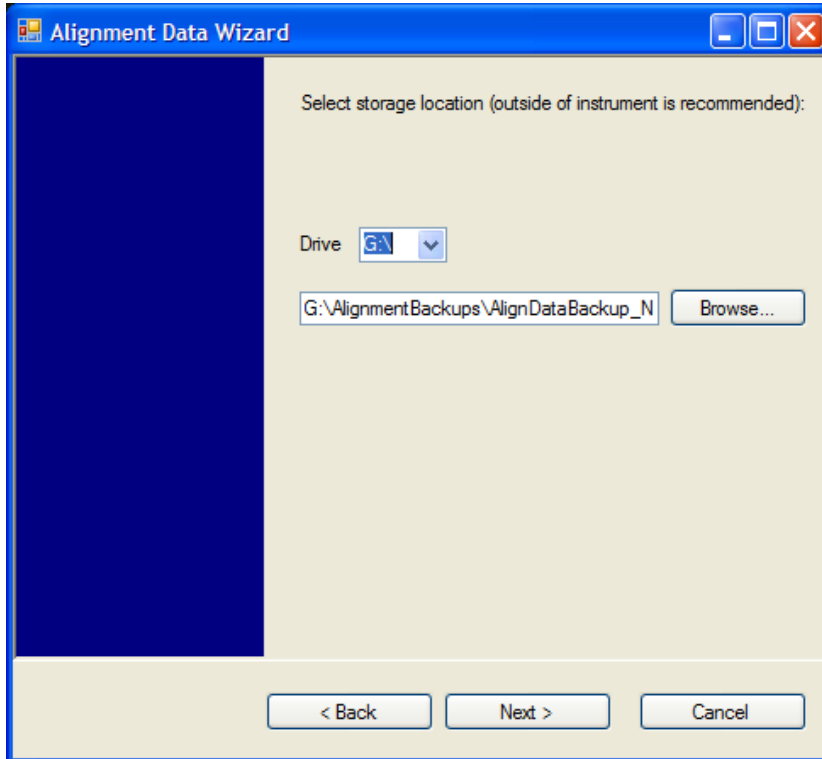 Alignment Data Wizard
Select storage location (outside of instrument is recommended):
Drive G:\
G:\AlignmentBackups\AlignDataBackup_N Browse...
< Back Next > Cancel